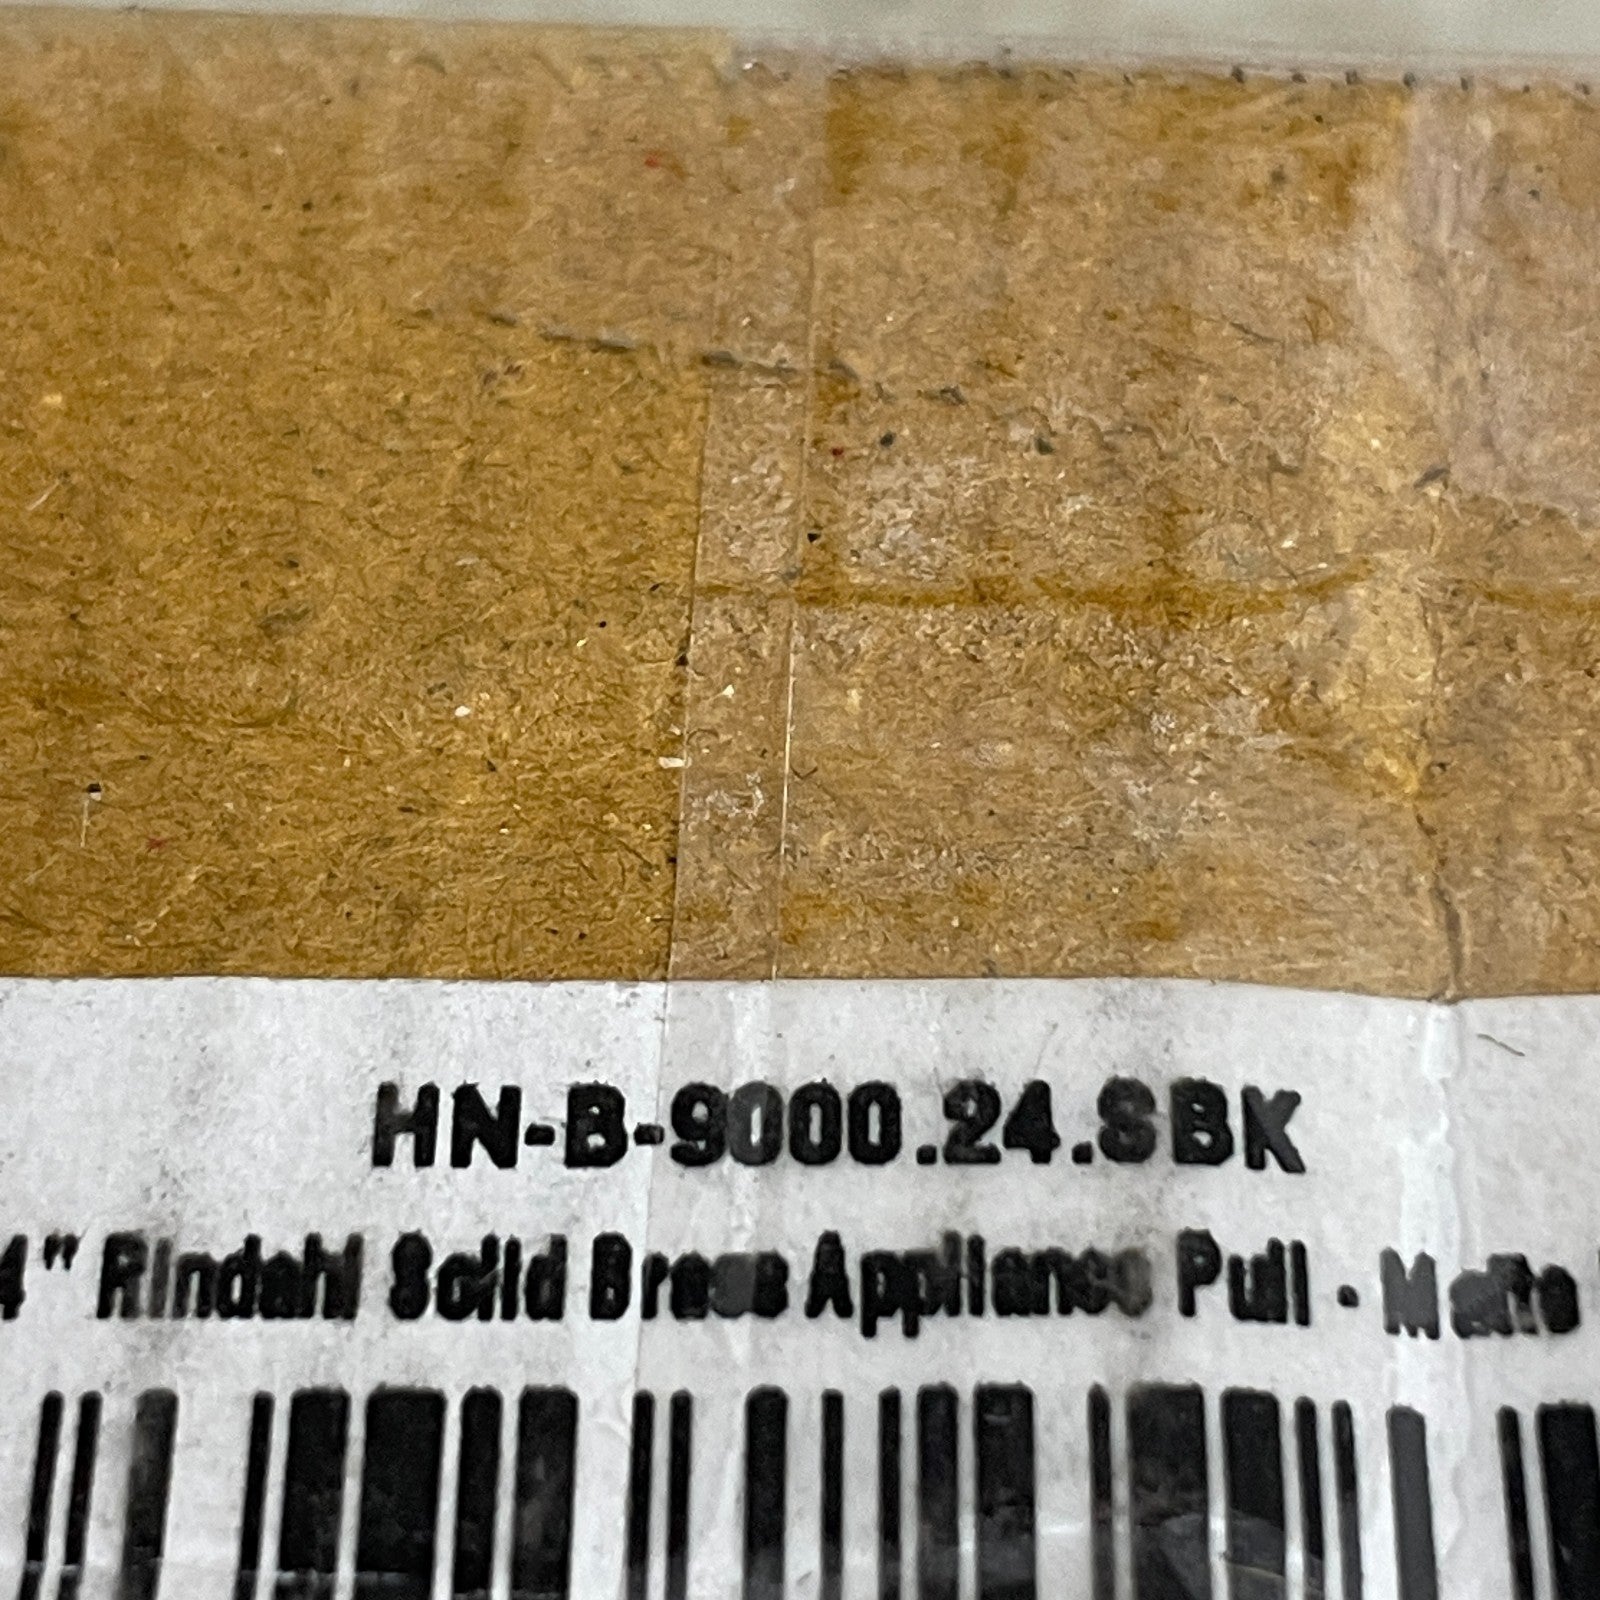 HN-B-9000.24.SBK
4" Rindahl Solid Brass Appliance Pull - Matte